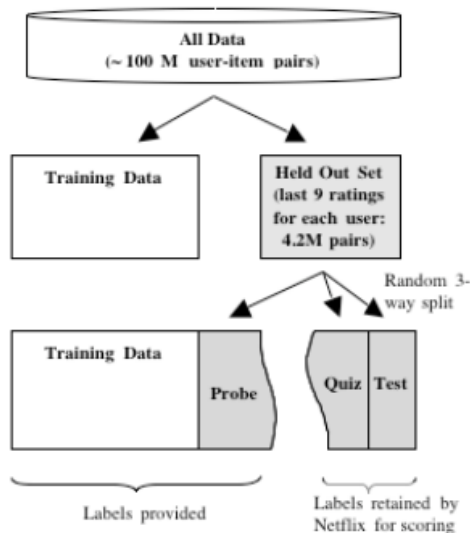 All Data
(~ 100 M user-item pairs)
Training Data
Held Out Set
(last 9 ratings
for each user:
4.2M pairs)
Random 3-
way split
Training Data
Probe
Quiz
Test
Labels provided
Labels retained by
Netflix for scoring